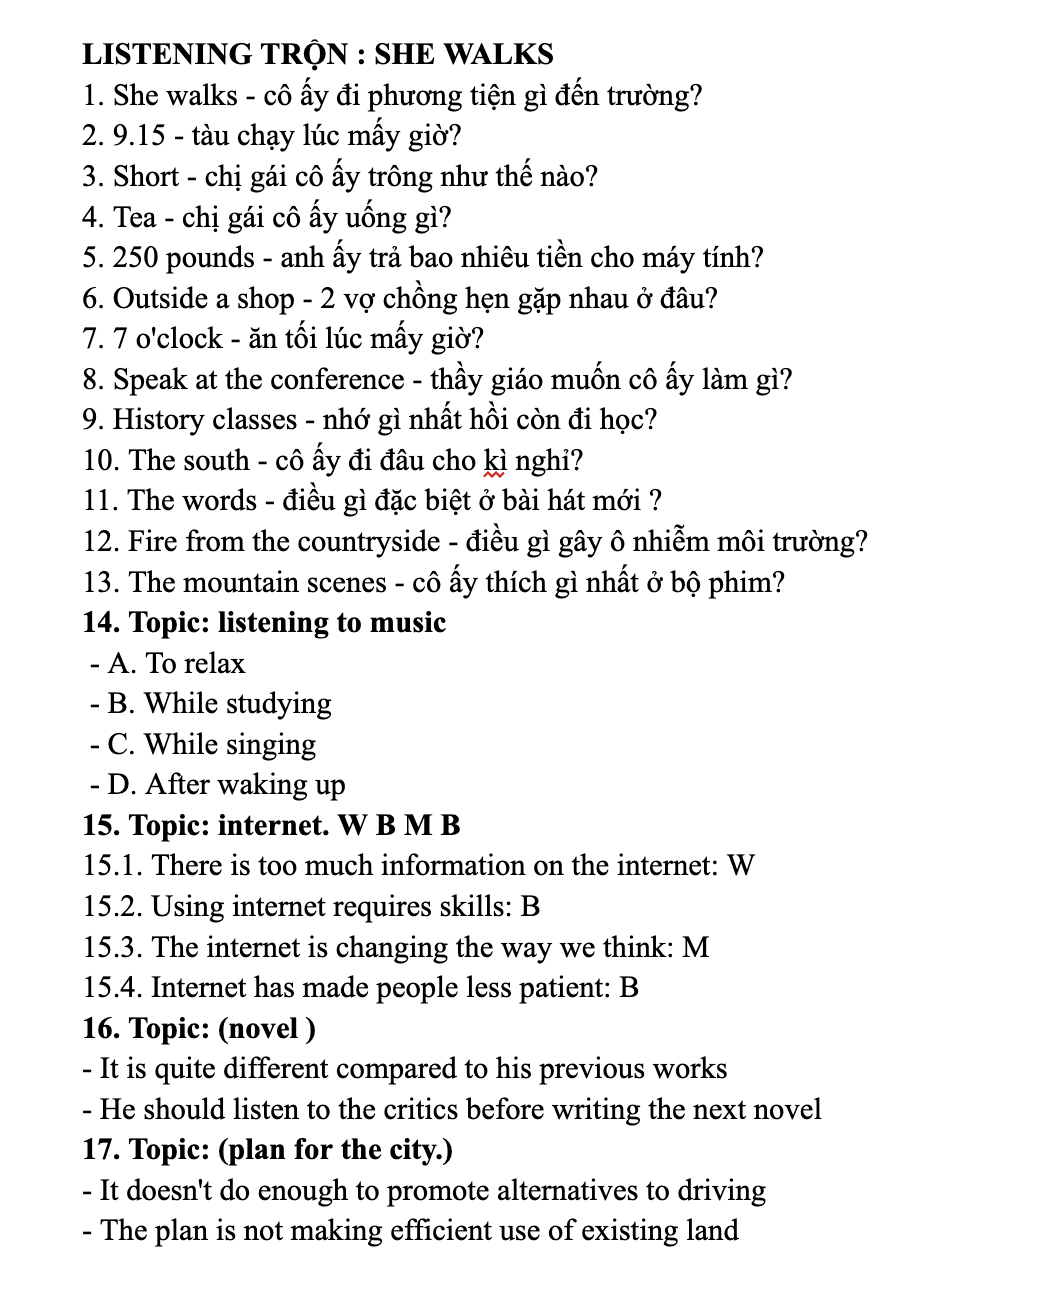 LISTENING TRỘN : SHE WALKS
1. She walks - cô ấy đi phương tiện gì đến trường?
2. 9.15 - tàu chạy lúc mấy giờ?
3. Short - chị gái cô ấy trông như thế nào?
4. Tea - chị gái cô ấy uống gì?
5. 250 pounds - anh ấy trả bao nhiêu tiền cho máy tính?
6. Outside a shop - 2 vợ chồng hẹn gặp nhau ở đâu?
7. 7 o'clock - ăn tối lúc mấy giờ?
8. Speak at the conference - thầy giáo muốn cô ấy làm gì?
9. History classes - nhớ gì nhất hồi còn đi học?
10. The south - cô ấy đi đâu cho kì nghỉ?
11. The words - điều gì đặc biệt ở bài hát mới ?
12. Fire from the countryside - điều gì gây ô nhiễm môi trường?
13. The mountain scenes - cô ấy thích gì nhất ở bộ phim?
14. Topic: listening to music
- A. To relax
- B. While studying
- C. While singing
- D. After waking up
15. Topic: internet. W B M B
15.1. There is too much information on the internet: W
15.2. Using internet requires skills: B
15.3. The internet is changing the way we think: M
15.4. Internet has made people less patient: B
16. Topic: (novel )
- It is quite different compared to his previous works
- He should listen to the critics before writing the next novel
17. Topic: (plan for the city.)
- It doesn't do enough to promote alternatives to driving
- The plan is not making efficient use of existing land